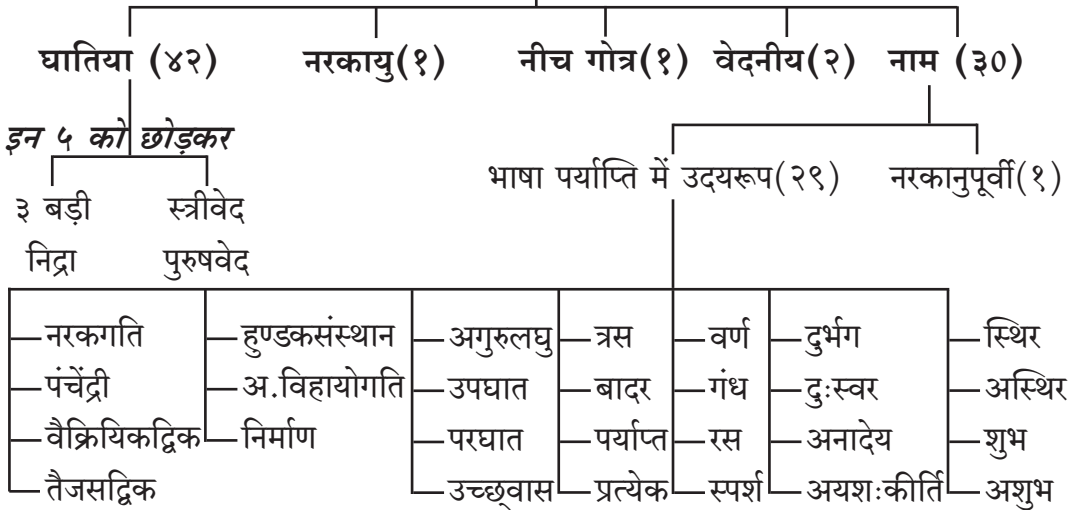 घातिया (४२) नरकायु(१) नीच गोत्र(१) वेदनीय(२) नाम (३०)
इन ५ को छोड़कर
भाषा पर्याप्ति में उदयरूप(२९) नरकानुपूर्वी(१)
३ बड़ी स्त्रीवेद
निद्रा पुरुषवेद
नरकगति हुण्डकसंस्थान अगुरुलघु त्रस वर्ण दुर्भग स्थिर
पंचेंद्री अ.विहायोगति उपघात बादर गंध दुःस्वर अस्थिर
वैक्रियिकद्विक निर्माण परघात पर्याप्त रस अनादेय शुभ
तैजसद्विक उच्छ्वास प्रत्येक स्पर्श अयशःकीर्ति अशुभ